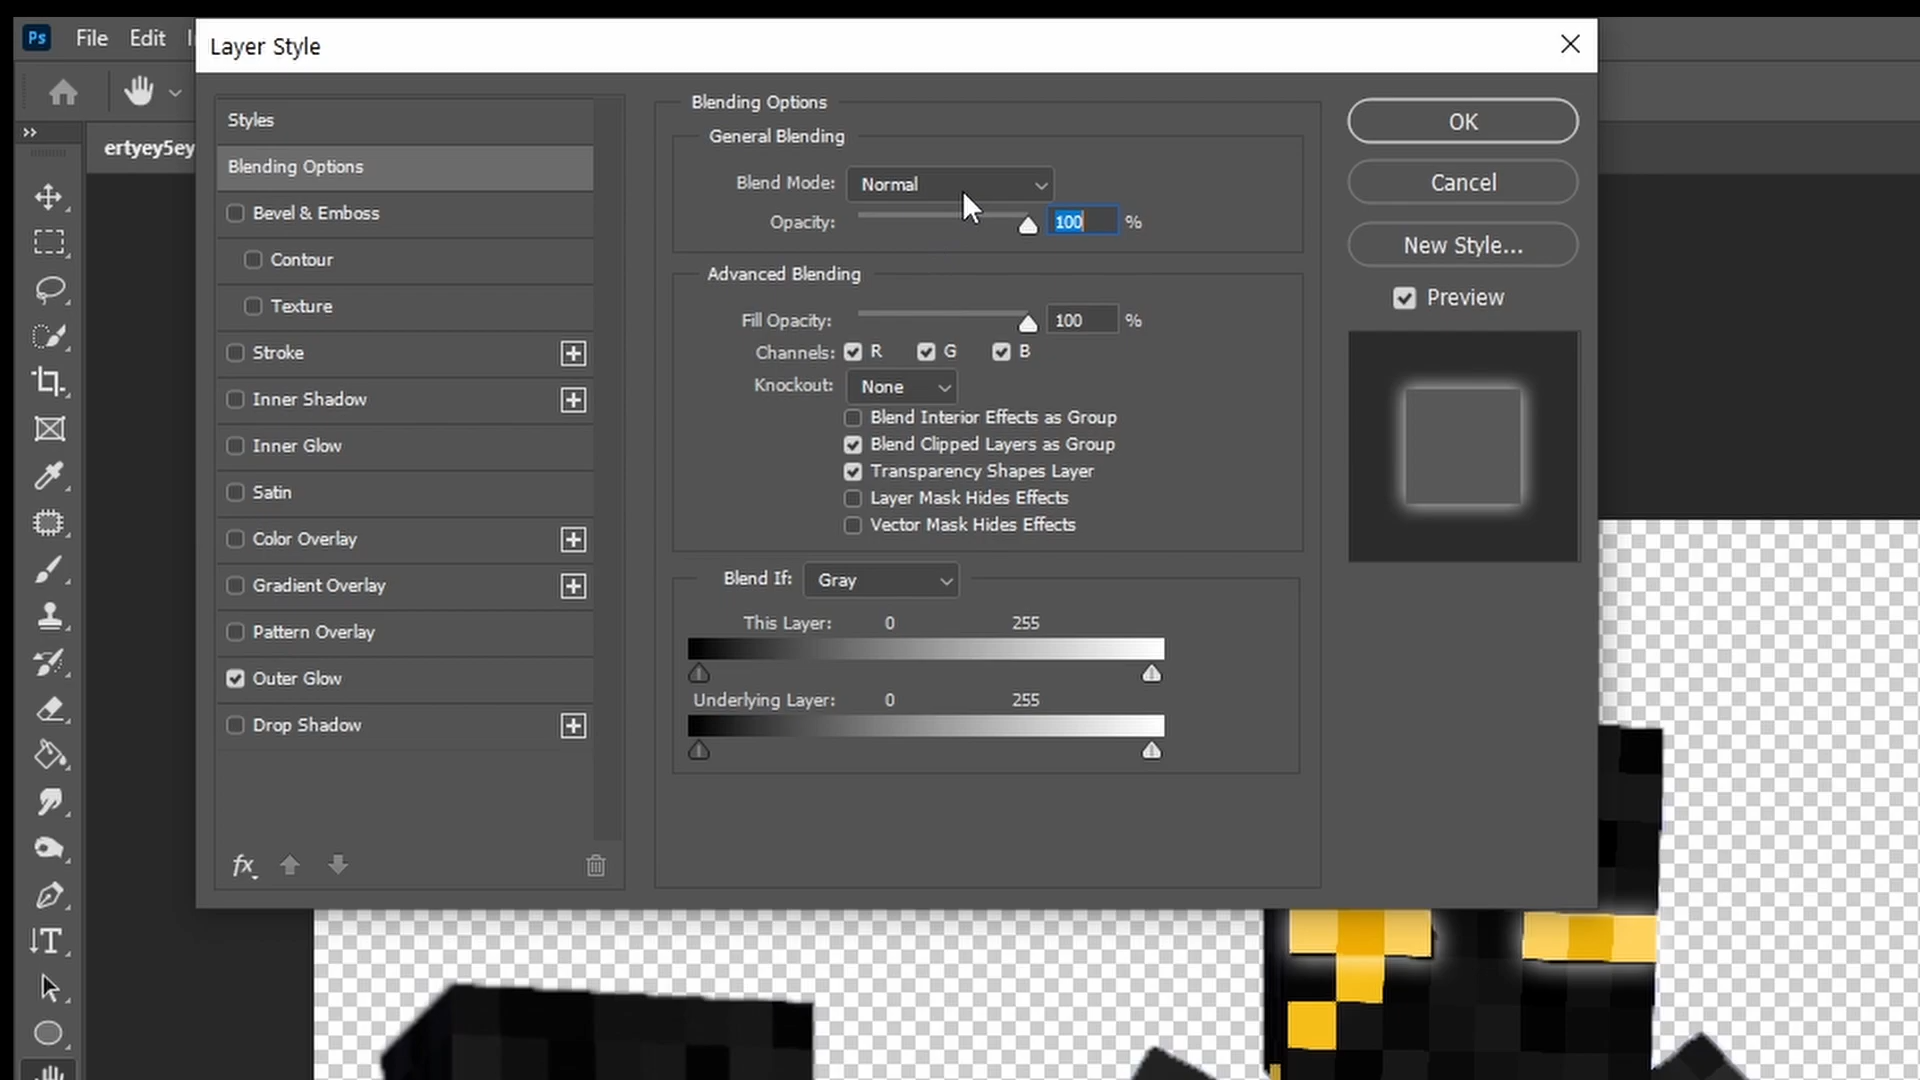 Ps File Edit
Layer Style
ertyey5ey
Styles
Blending Options
Bevel & Emboss
Contour
Texture
Stroke
Inner Shadow
Inner Glow
Satin
Color Overlay
Gradient Overlay
Pattern Overlay
Outer Glow
Drop Shadow
fx
Blending Options
General Blending
Blend Mode: Normal
Opacity: 100 %
Advanced Blending
Fill Opacity: 100 %
Channels: R G B
Knockout: None
Blend Interior Effects as Group
Blend Clipped Layers as Group
Transparency Shapes Layer
Layer Mask Hides Effects
Vector Mask Hides Effects
Blend If: Gray
This Layer: 0 255
Underlying Layer: 0 255
OK
Cancel
New Style...
Preview